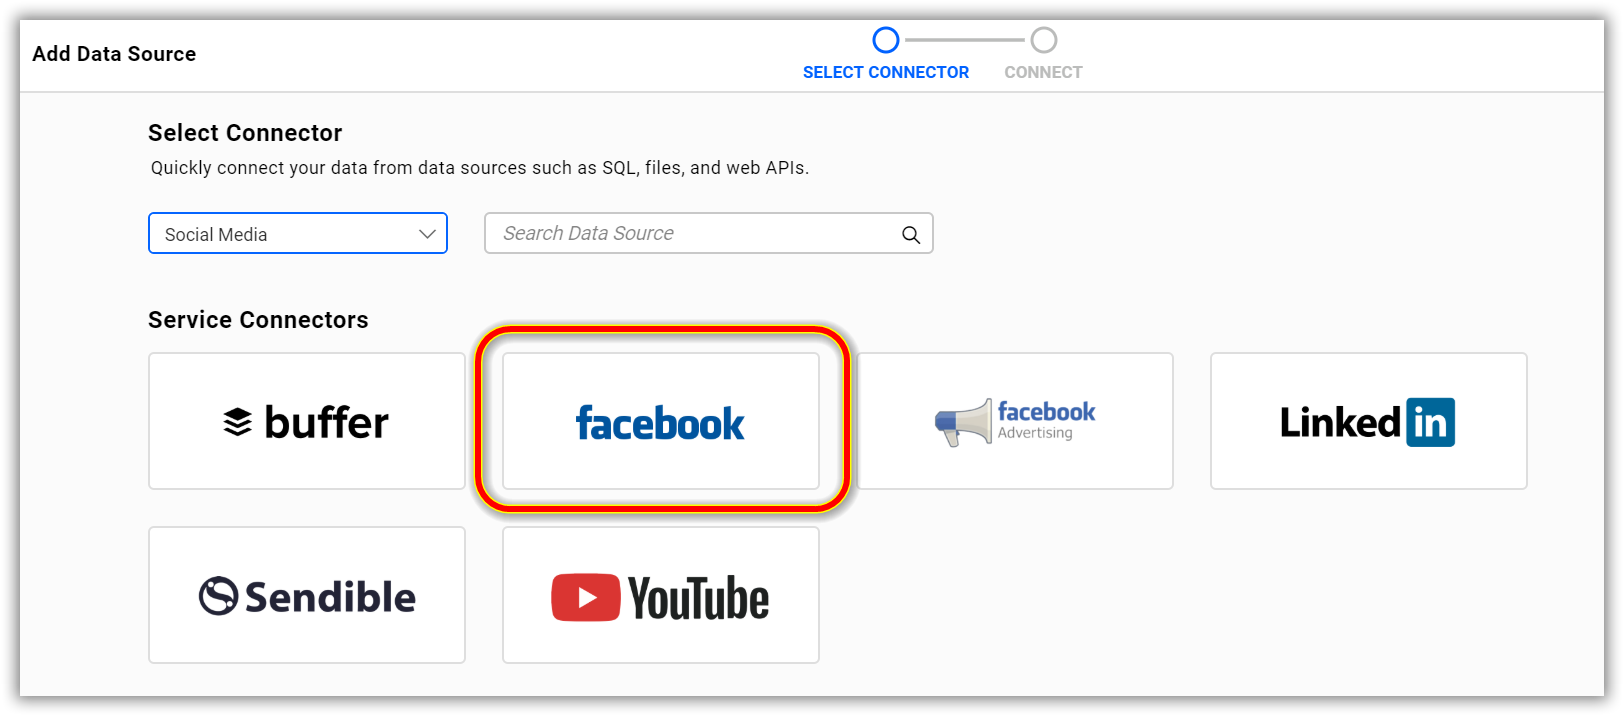 Add Data Source
SELECT CONNECTOR
CONNECT
Select Connector
Quickly connect your data from data sources such as SQL, files, and web APIs.
Social Media
Search Data Source
Service Connectors
buffer
facebook
facebook
Advertising
Linked in
Sendible
YouTube